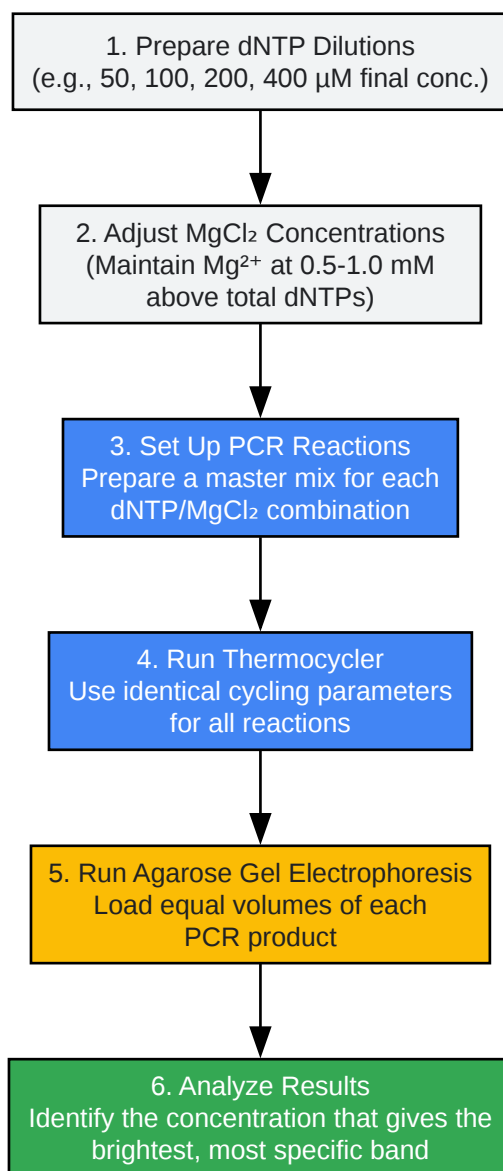 1. Prepare dNTP Dilutions
(e.g., 50, 100, 200, 400 µM final conc.)
2. Adjust MgCl₂ Concentrations
(Maintain Mg²⁺ at 0.5-1.0 mM
above total dNTPs)
3. Set Up PCR Reactions
Prepare a master mix for each
dNTP/MgCl₂ combination
4. Run Thermocycler
Use identical cycling parameters
for all reactions
5. Run Agarose Gel Electrophoresis
Load equal volumes of each
PCR product
6. Analyze Results
Identify the concentration that gives the
brightest, most specific band